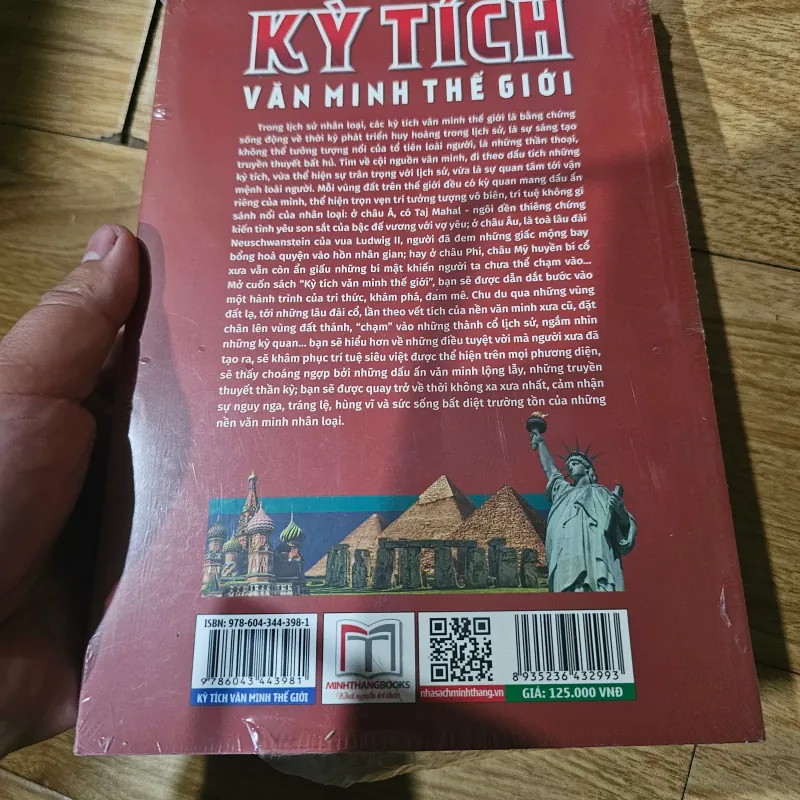 KỲ TÍCH
VĂN MINH THẾ GIỚI
Trong lịch sử nhân loại, các kỳ tích văn minh thế giới là bằng chứng
sống động về thời kỳ phát triển huy hoàng trong lịch sử, là sự sáng tạo
không thể tưởng tượng nổi của tổ tiên loài người, là những thần thoại,
truyền thuyết bất hủ. Tìm về cội nguồn văn minh, đi theo dấu tích những
kỳ tích, vừa thể hiện sự trân trọng với lịch sử, vừa là sự quan tâm tới vận
mệnh loài người. Mỗi vùng đất trên thế giới đều có kỳ quan mang dấu ấn
riêng của mình, thể hiện trọn vẹn trí tưởng tượng vô biên, trí tuệ không gì
sánh nổi của nhân loại: ở châu Á, có Taj Mahal - ngôi đền thiêng chứng
kiến tình yêu son sắt của bậc đế vương với vợ yêu; ở châu Âu, là toà lâu đài
Neuschwanstein của vua Ludwig II, người đã đem những giấc mộng bay
bổng hoà quyện vào hồn nhân gian; hay ở châu Phi, châu Mỹ huyền bí cổ
xưa vẫn còn ẩn giấu những bí mật khiến người ta chưa thể chạm vào...
Mở cuốn sách "Kỳ tích văn minh thế giới", bạn sẽ được dẫn dắt bước vào
một hành trình của tri thức, khám phá, đam mê. Chu du qua những vùng
đất lạ, tới những lâu đài cổ, lần theo vết tích của nền văn minh xưa cũ, đặt
chân lên vùng đất thánh, "chạm" vào những thành cổ lịch sử, ngắm nhìn
những kỳ quan... bạn sẽ hiểu hơn về những điều tuyệt vời mà người xưa đã
tạo ra, sẽ khâm phục trí tuệ siêu việt được thể hiện trên mọi phương diện,
sẽ thấy choáng ngợp bởi những dấu ấn văn minh lộng lẫy, những truyền
thuyết thần kỳ; bạn sẽ được quay trở về thời không xa xưa nhất, cảm nhận
sự nguy nga, tráng lệ, hùng vĩ và sức sống bất diệt trường tồn của những
nền văn minh nhân loại.
ISBN: 978-604-344-398-1
9 786043 443981
KỲ TÍCH VĂN MINH THẾ GIỚI
MINHTHANGBOOKS
Khơi nguồn tri thức
nhasachminhthang.vn
8 935236 432993
GIÁ: 125.000 VNĐ